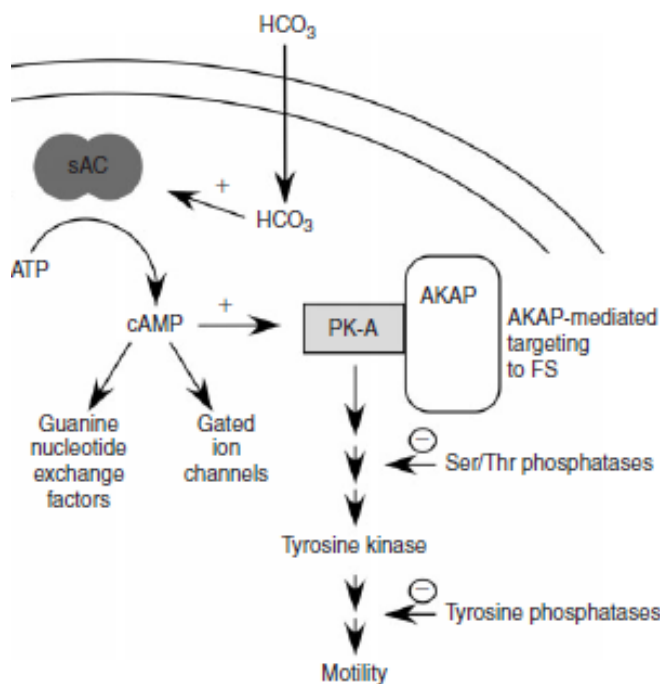 HCO₃
sAC
+
HCO₃
ATP
cAMP
+
PK-A
AKAP
AKAP-mediated
targeting
to FS
Guanine
nucleotide
exchange
factors
Gated
ion
channels
−
Ser/Thr phosphatases
Tyrosine kinase
−
Tyrosine phosphatases
Motility